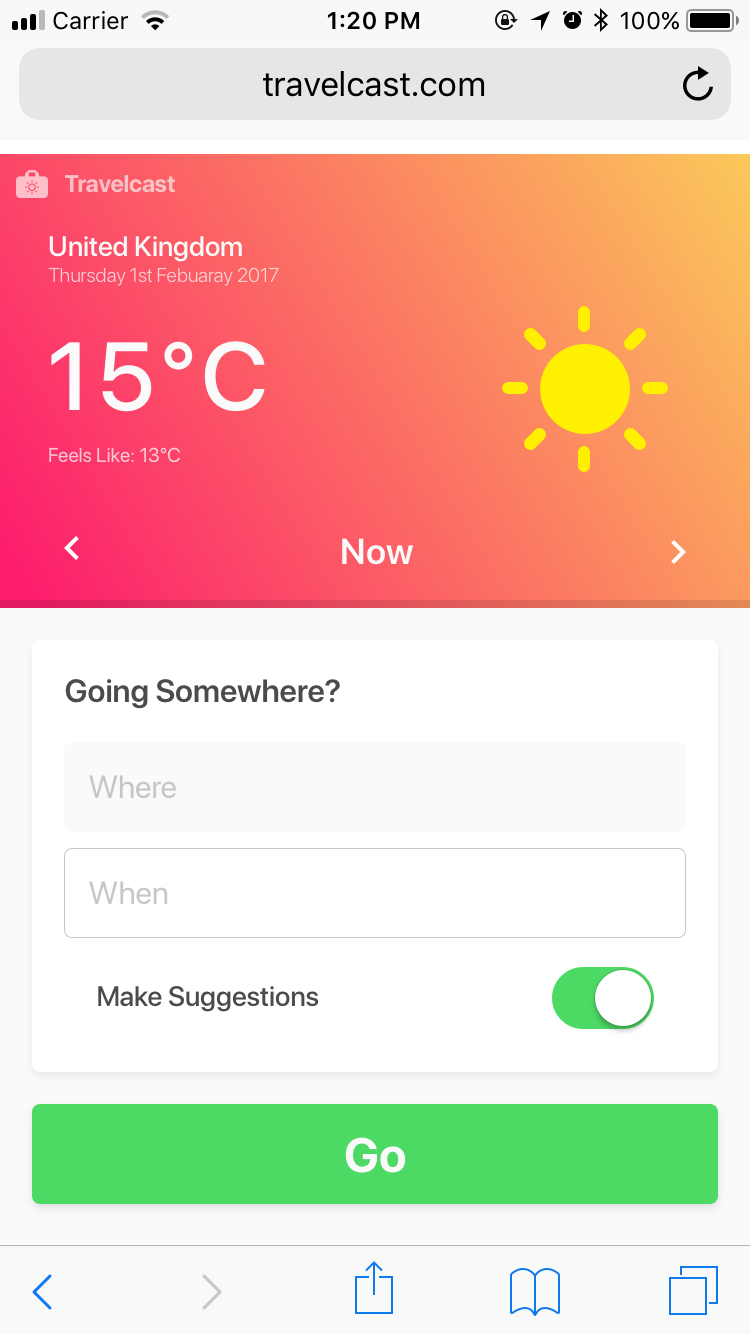 Carrier 1:20 PM 100%
travelcast.com
Travelcast
United Kingdom
Thursday 1st Febuaray 2017
15°C
Feels Like: 13°C
Now
Going Somewhere?
Where
When
Make Suggestions
Go